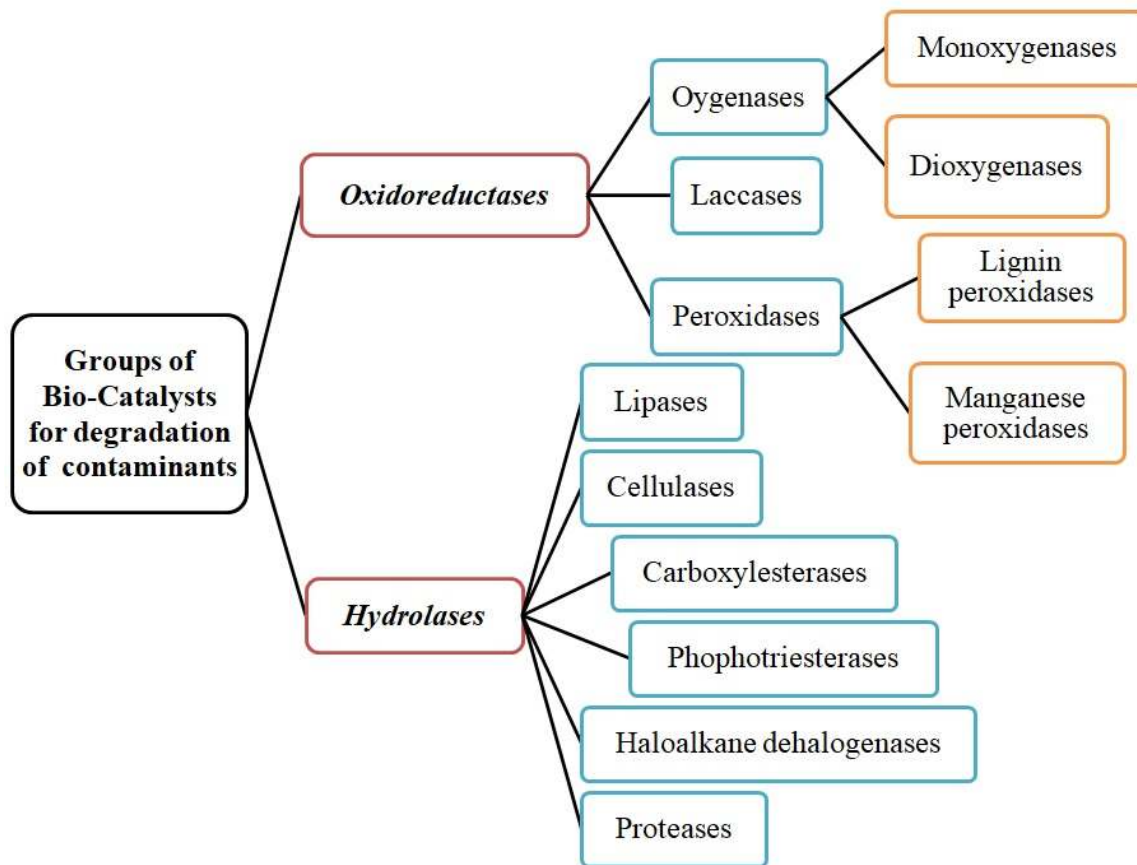 Groups of
Bio-Catalysts
for degradation
of contaminants
Oxidoreductases
Oygenases
Monoxygenases
Dioxygenases
Laccases
Peroxidases
Lignin
peroxidases
Manganese
peroxidases
Hydrolases
Lipases
Cellulases
Carboxylesterases
Phophotriesterases
Haloalkane dehalogenases
Proteases